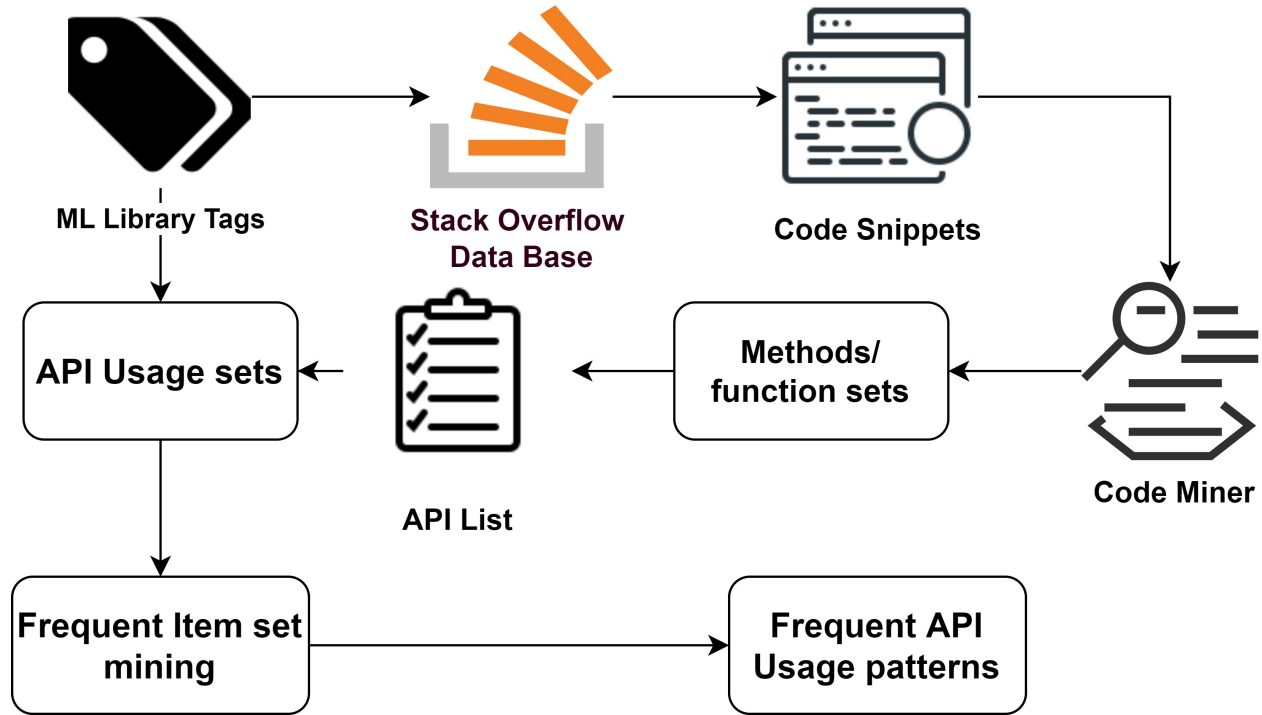 ML Library Tags
Stack Overflow
Data Base
Code Snippets
API Usage sets
Methods/
function sets
Code Miner
API List
Frequent Item set
mining
Frequent API
Usage patterns